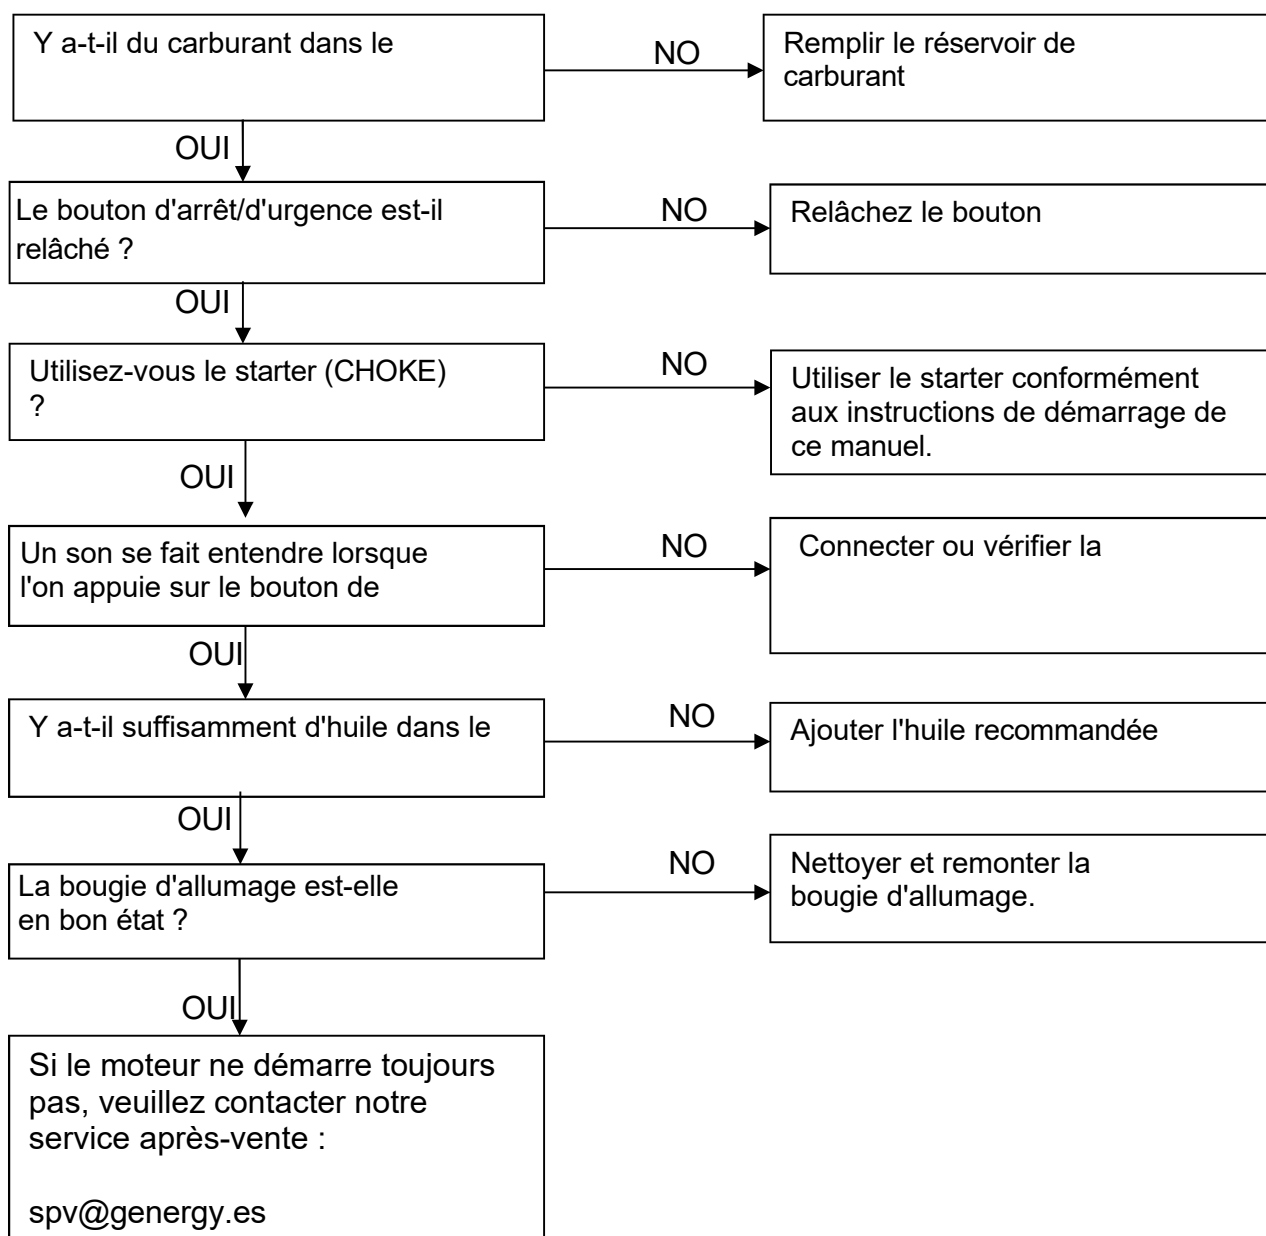 Y a-t-il du carburant dans le
NO
Remplir le réservoir de
carburant
OUI
Le bouton d'arrêt/d'urgence est-il
relâché ?
NO
Relâchez le bouton
OUI
Utilisez-vous le starter (CHOKE)
?
NO
Utiliser le starter conformément
aux instructions de démarrage de
ce manuel.
OUI
Un son se fait entendre lorsque
l'on appuie sur le bouton de
NO
Connecter ou vérifier la
OUI
Y a-t-il suffisamment d'huile dans le
NO
Ajouter l'huile recommandée
OUI
La bougie d'allumage est-elle
en bon état ?
NO
Nettoyer et remonter la
bougie d'allumage.
OUI
Si le moteur ne démarre toujours
pas, veuillez contacter notre
service après-vente :
spv@genergy.es